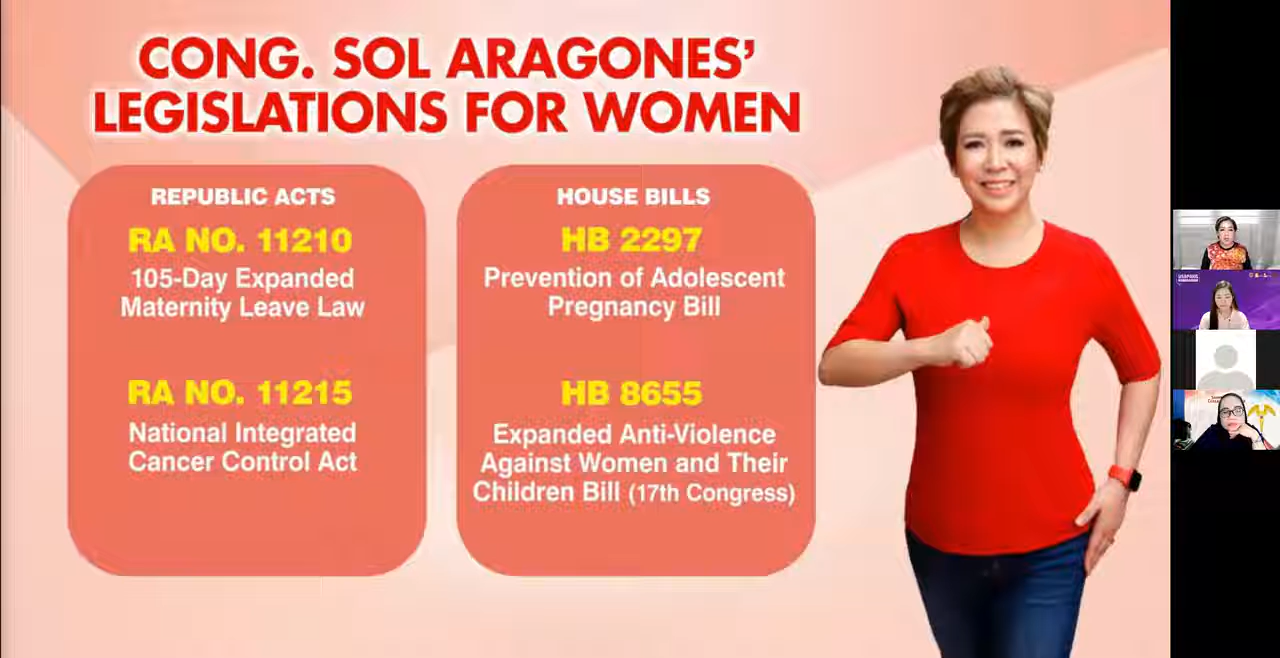 CONG. SOL ARAGONES'
LEGISLATIONS FOR WOMEN
REPUBLIC ACTS
RA NO. 11210
105-Day Expanded
Maternity Leave Law
RA NO. 11215
National Integrated
Cancer Control Act
HOUSE BILLS
HB 2297
Prevention of Adolescent
Pregnancy Bill
HB 8655
Expanded Anti-Violence
Against Women and Their
Children Bill (17th Congress)